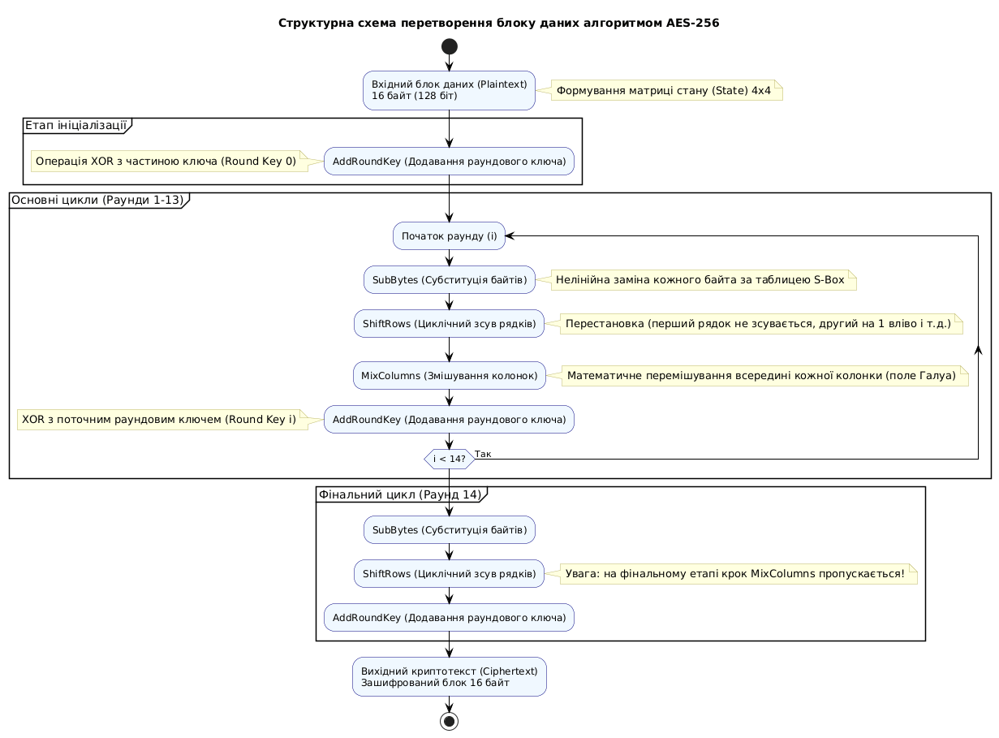 Структурна схема перетворення блоку даних алгоритмом AES-256
Вхідний блок даних (Plaintext)
16 байт (128 біт)
Формування матриці стану (State) 4x4
Етап ініціалізації
Операція XOR з частиною ключа (Round Key 0)
AddRoundKey (Додавання раундового ключа)
Основні цикли (Раунди 1-13)
Початок раунду (i)
SubBytes (Субституція байтів)
Нелінійна заміна кожного байта за таблицею S-Box
ShiftRows (Циклічний зсув рядків)
Перестановка (перший рядок не зсувається, другий на 1 вліво і т.д.)
MixColumns (Змішування колонок)
Математичне перемішування всередині кожної колонки (поле Галуа)
XOR з поточним раундовим ключем (Round Key i)
AddRoundKey (Додавання раундового ключа)
i < 14?
Так
Фінальний цикл (Раунд 14)
SubBytes (Субституція байтів)
ShiftRows (Циклічний зсув рядків)
Увага: на фінальному етапі крок MixColumns пропускається!
AddRoundKey (Додавання раундового ключа)
Вихідний криптотекст (Ciphertext)
Зашифрований блок 16 байт